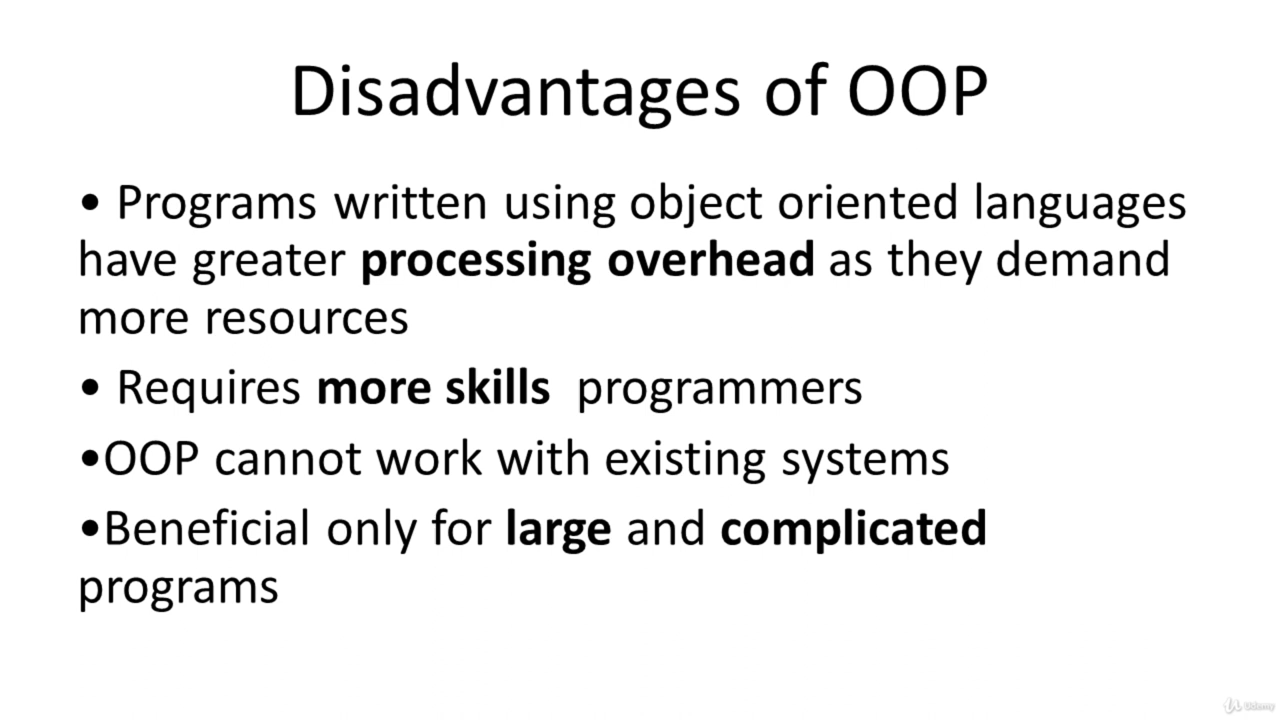 Disadvantages of OOP
• Programs written using object oriented languages
have greater processing overhead as they demand
more resources
• Requires more skills programmers
•OOP cannot work with existing systems
•Beneficial only for large and complicated
programs
Udemy